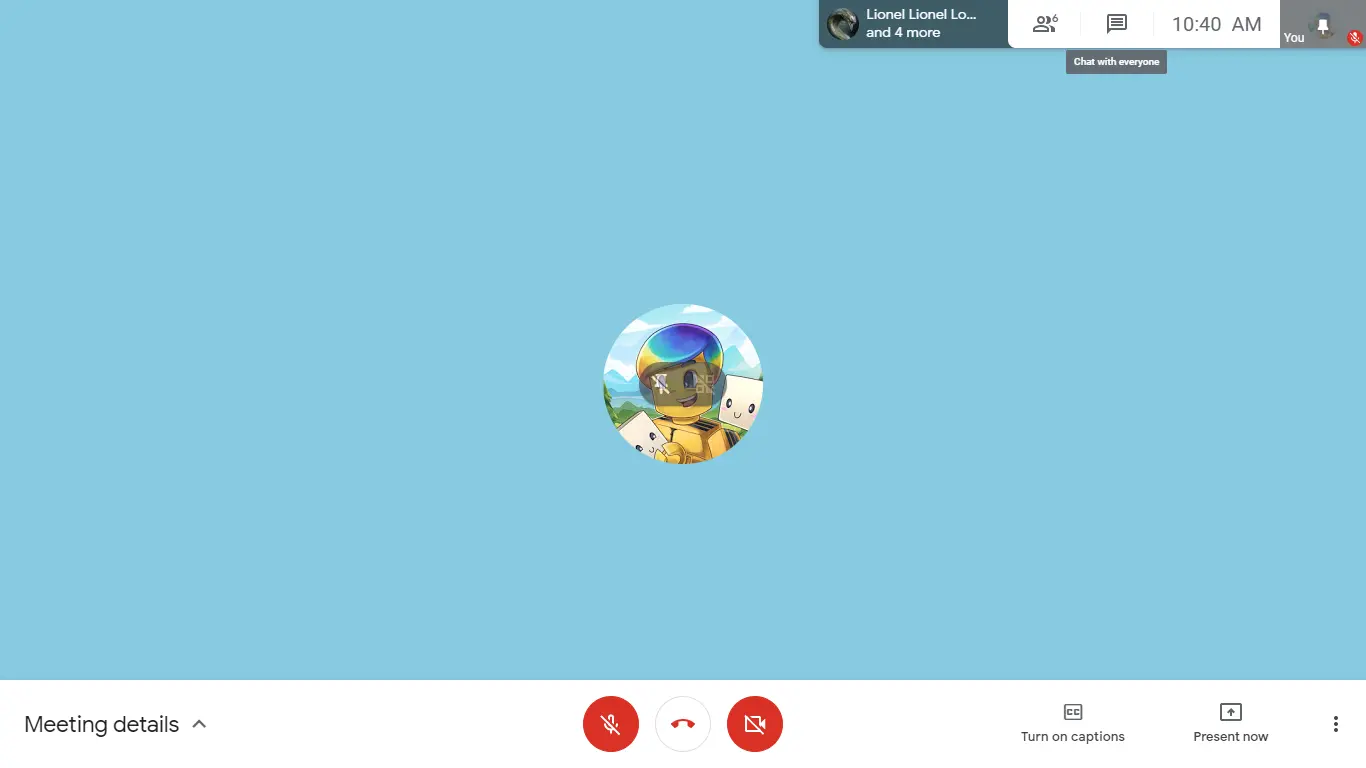 Lionel Lionel Lo...
and 4 more
6
10:40 AM
You
Chat with everyone
Meeting details
CC
Turn on captions
Present now